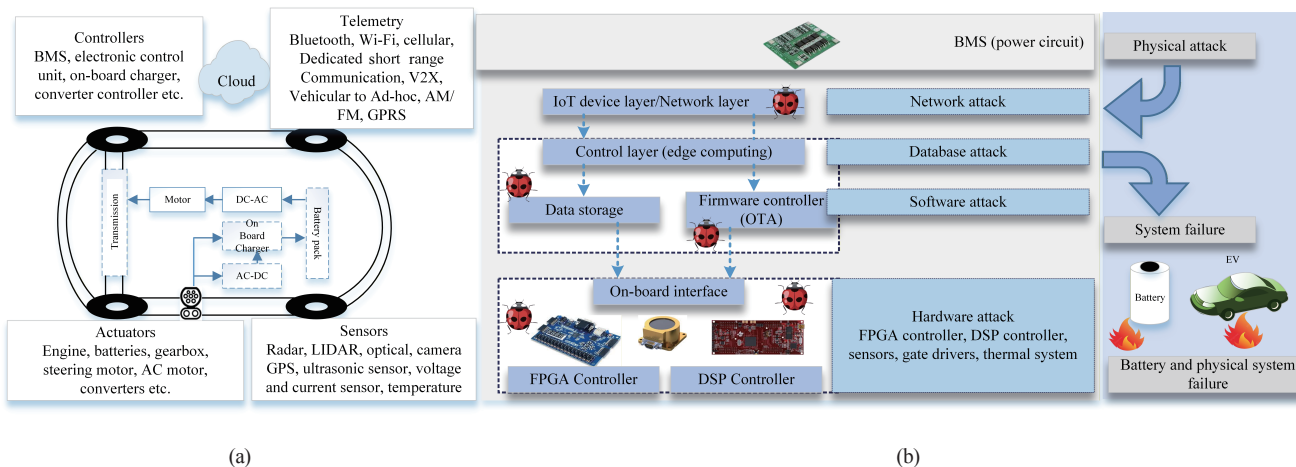 Controllers
BMS, electronic control
unit, on-board charger,
converter controller etc.
Cloud
Telemetry
Bluetooth, Wi-Fi, cellular,
Dedicated short range
Communication, V2X,
Vehicular to Ad-hoc, AM/
FM, GPRS
Transmission
Motor
DC-AC
Battery pack
On
Board
Charger
AC-DC
Actuators
Engine, batteries, gearbox,
steering motor, AC motor,
converters etc.
Sensors
Radar, LIDAR, optical, camera
GPS, ultrasonic sensor, voltage
and current sensor, temperature
(a)
BMS (power circuit)
IoT device layer/Network layer
Network attack
Control layer (edge computing)
Database attack
Data storage
Firmware controller
(OTA)
Software attack
On-board interface
FPGA Controller
DSP Controller
Hardware attack
FPGA controller, DSP controller,
sensors, gate drivers, thermal system
Physical attack
System failure
Battery
EV
Battery and physical system
failure
(b)